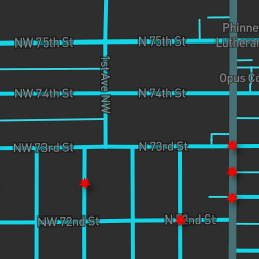 Phinne
NW 75th St
N 75th St
Lutheran
1st Ave NW
Opus Co
NW 74th St
N 74th St
NW 73rd St
N 73rd St
NW 72nd St
N 72nd St